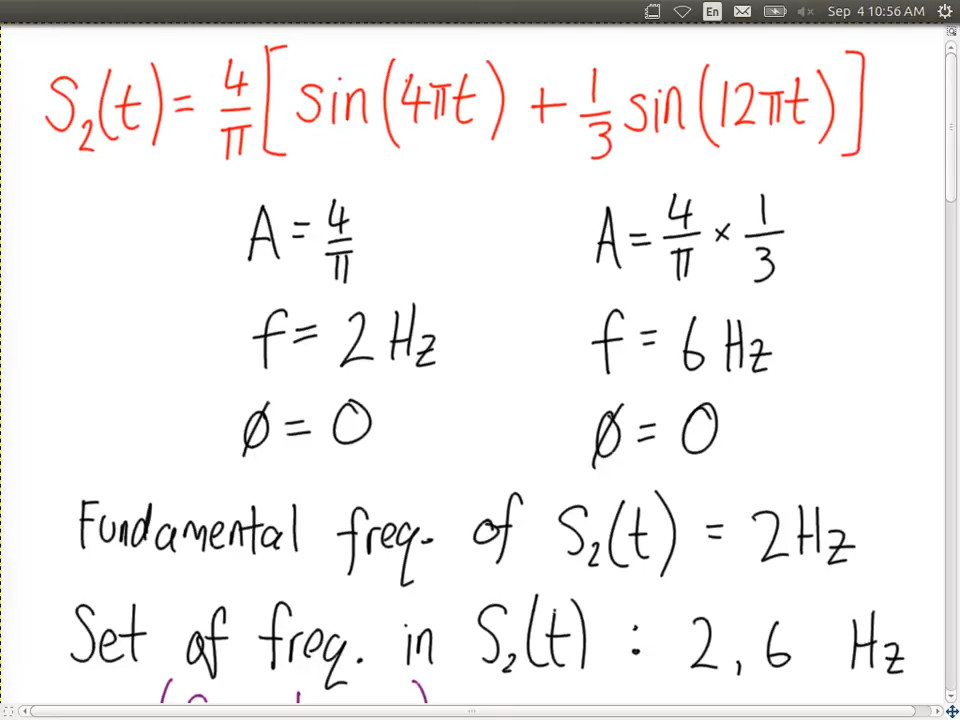 En Sep 4 10:56 AM
S₂(t) = 4/π [ sin(4πt) + 1/3 sin(12πt) ]
A = 4/π A = 4/π × 1/3
f = 2 Hz f = 6 Hz
ø = 0 ø = 0
Fundamental freq. of S₂(t) = 2Hz
Set of freq. in S₂(t) : 2, 6 Hz